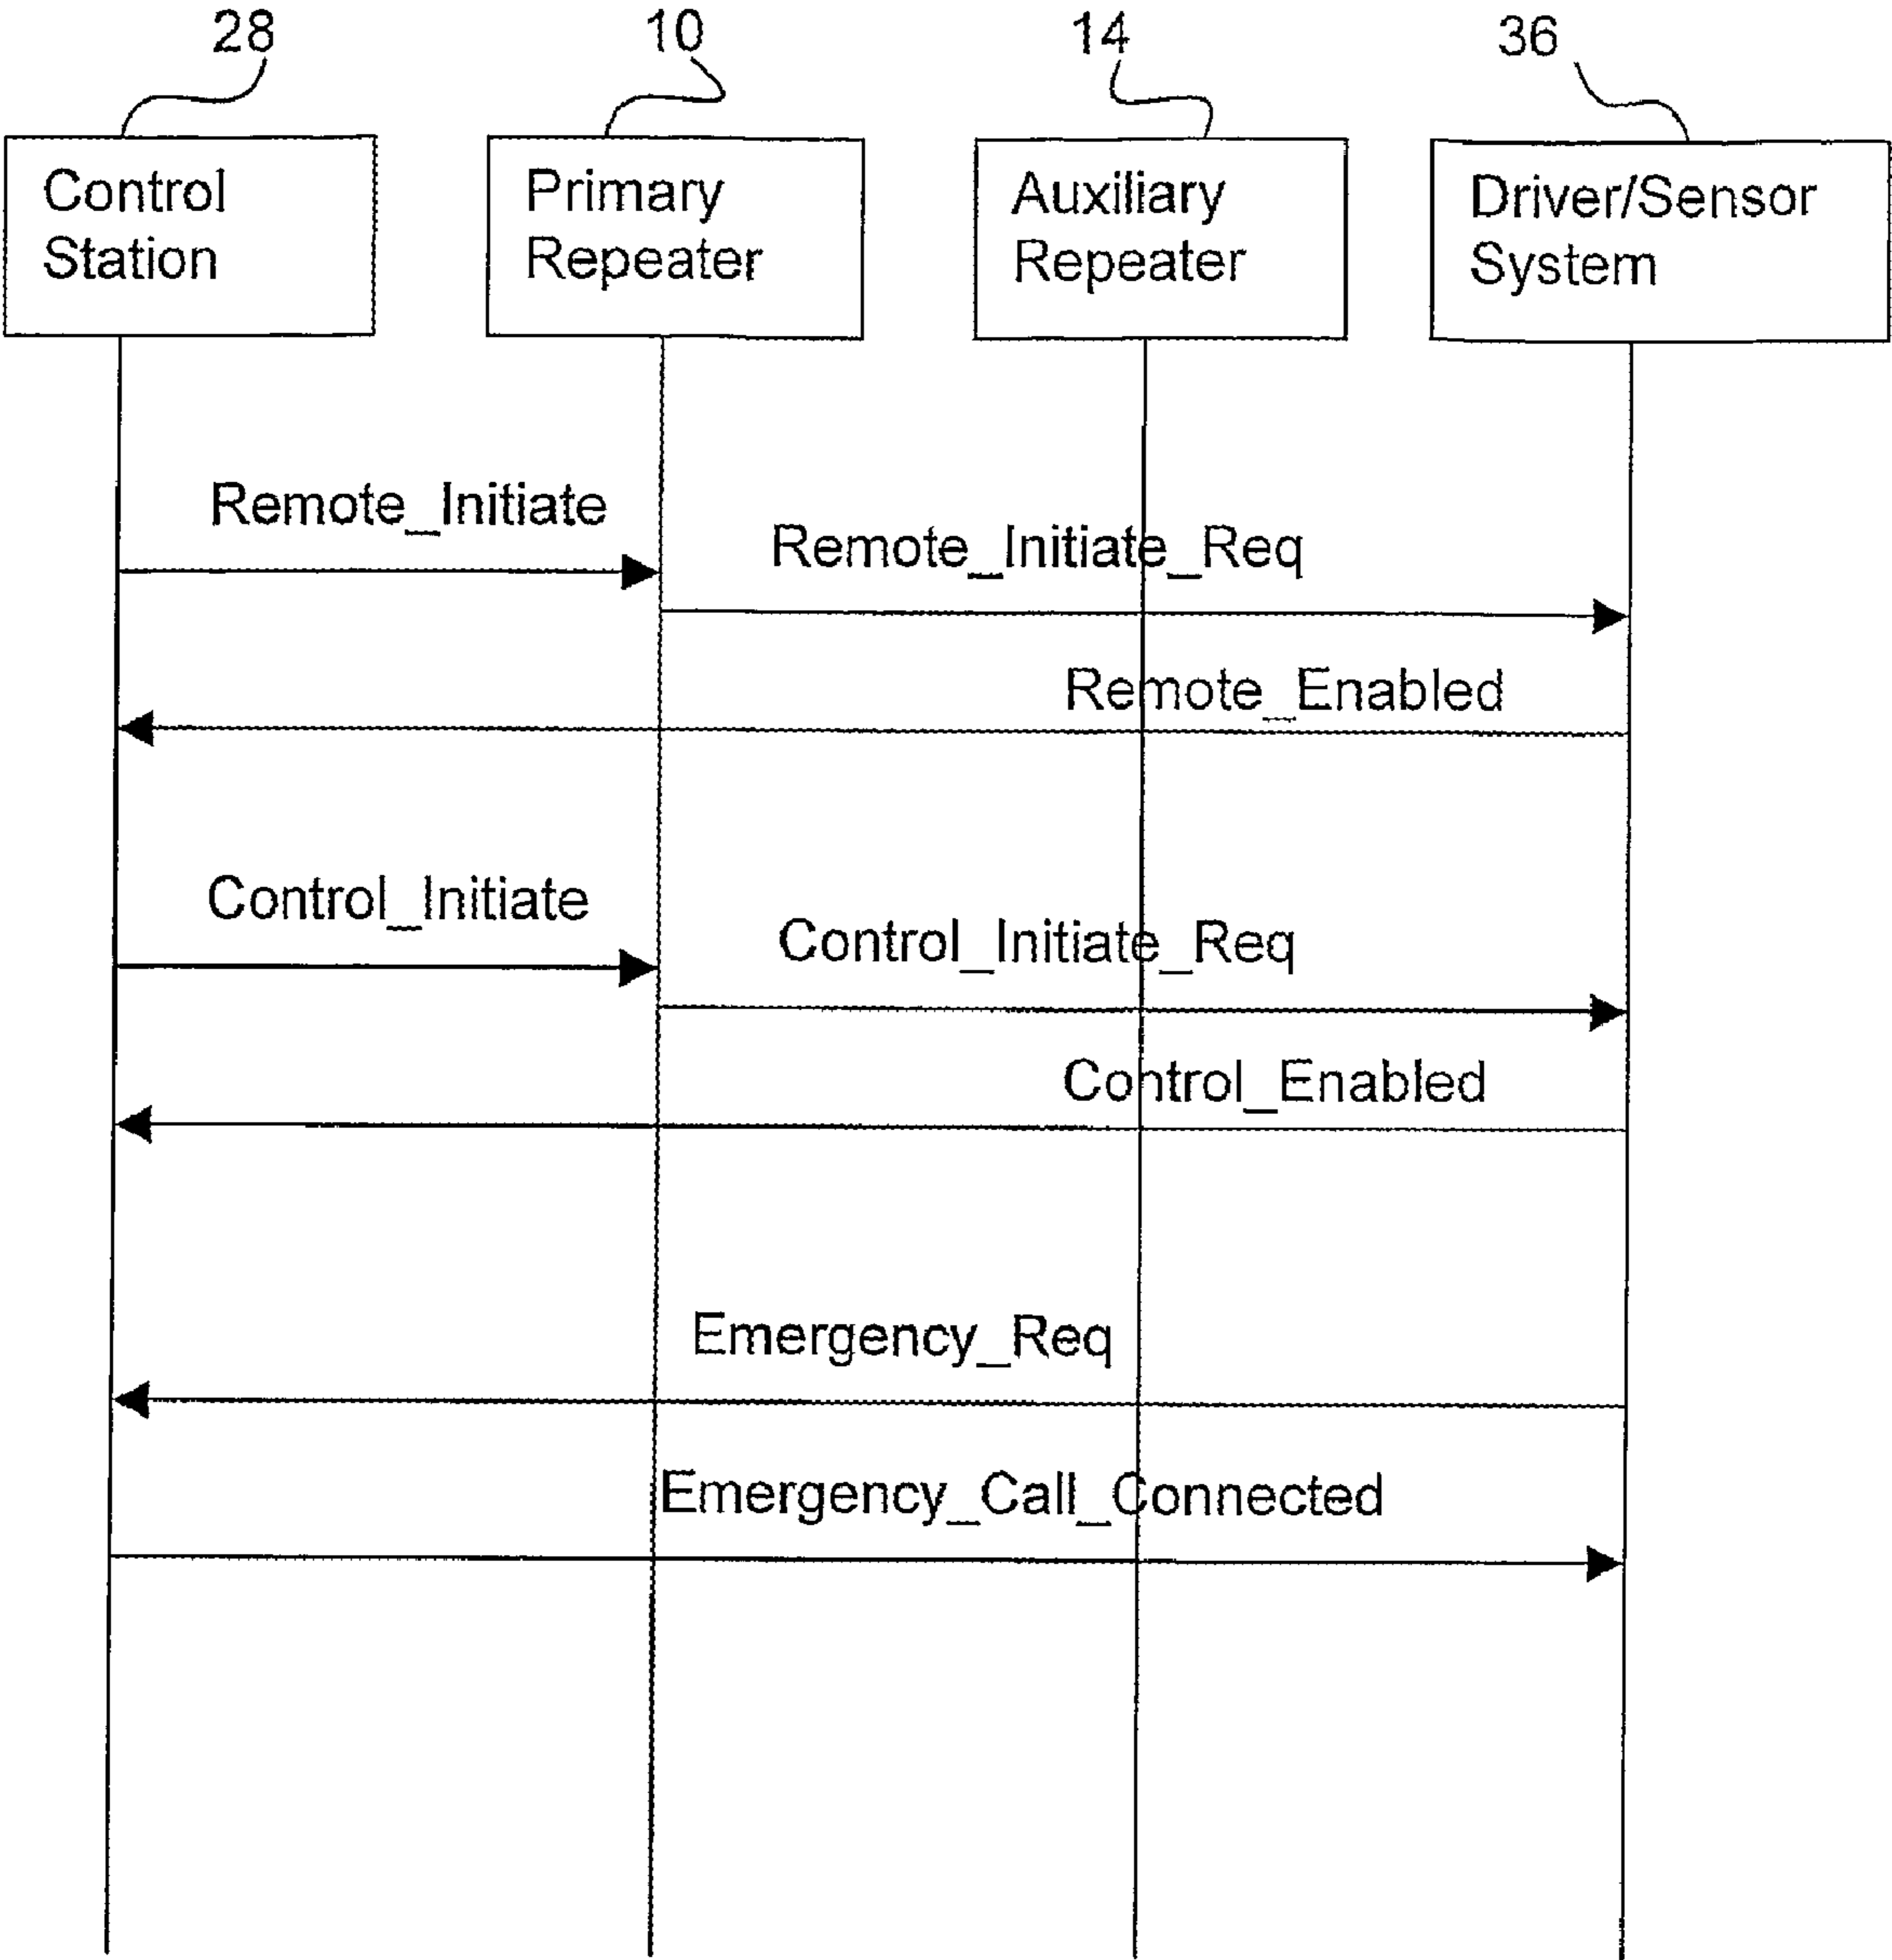 28
10
14
36
Control
Station
Primary
Repeater
Auxiliary
Repeater
Driver/Sensor
System
Remote_Initiate
Remote_Initiate_Req
Remote_Enabled
Control_Initiate
Control_Initiate_Req
Control_Enabled
Emergency_Req
Emergency_Call_Connected